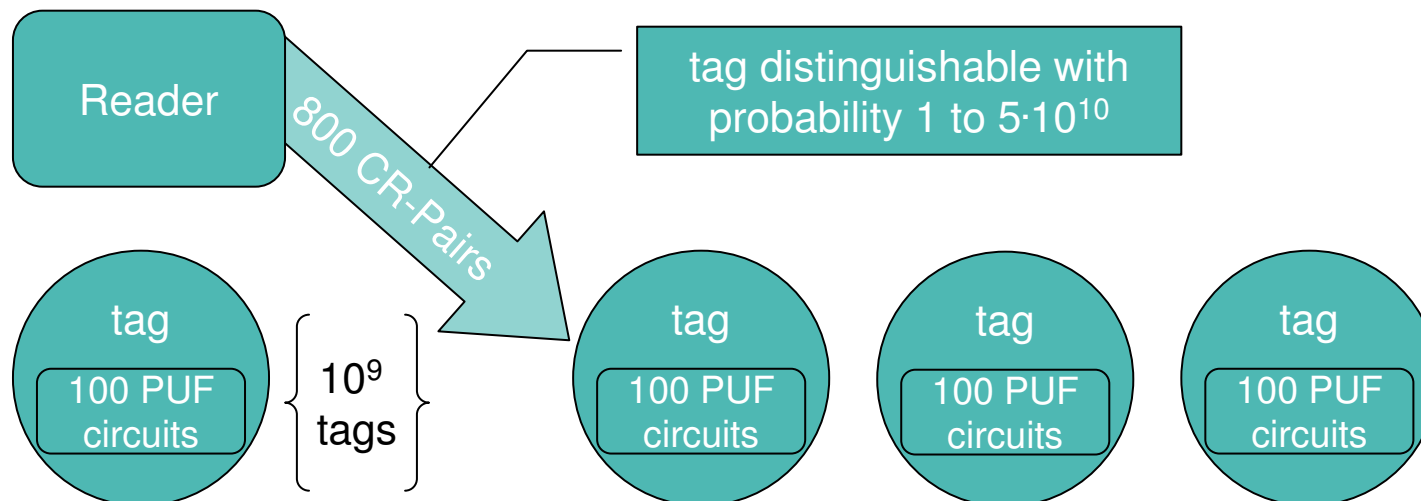 Reader
800 CR-Pairs
tag distinguishable with
probability 1 to 5·10¹⁰
tag
100 PUF
circuits
10⁹
tags
tag
100 PUF
circuits
tag
100 PUF
circuits
tag
100 PUF
circuits